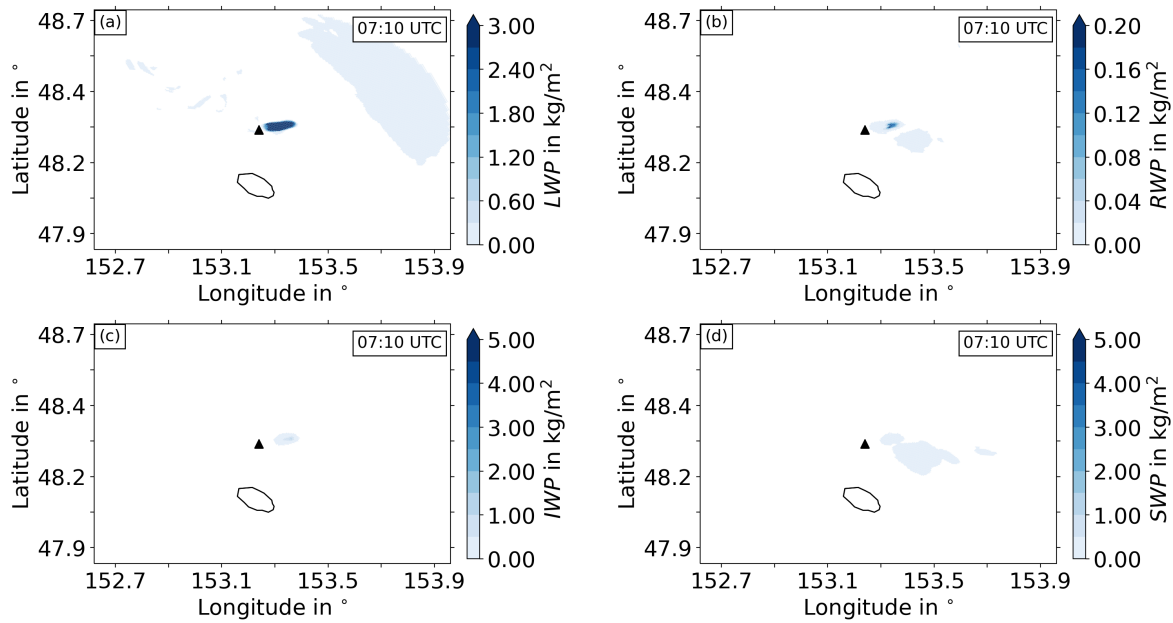 (a)
07:10 UTC
48.7
48.4
48.2
47.9
Latitude in °
152.7 153.1 153.5 153.9
Longitude in °
3.00
2.40
1.80
1.20
0.60
0.00
LWP in kg/m²
(b)
07:10 UTC
48.7
48.4
48.2
47.9
Latitude in °
152.7 153.1 153.5 153.9
Longitude in °
0.20
0.16
0.12
0.08
0.04
0.00
RWP in kg/m²
(c)
07:10 UTC
48.7
48.4
48.2
47.9
Latitude in °
152.7 153.1 153.5 153.9
Longitude in °
5.00
4.00
3.00
2.00
1.00
0.00
IWP in kg/m²
(d)
07:10 UTC
48.7
48.4
48.2
47.9
Latitude in °
152.7 153.1 153.5 153.9
Longitude in °
5.00
4.00
3.00
2.00
1.00
0.00
SWP in kg/m²